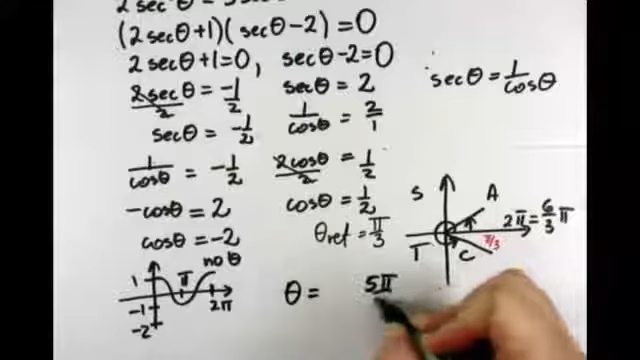 (2secθ+1)(secθ-2)=0
2secθ+1=0, secθ-2=0
2secθ/2 = -1/2
secθ = 2
secθ = 1/cosθ
secθ = -1/2
1/cosθ = 2/1
1/cosθ = -1/2
2cosθ/2 = 1/2
-cosθ = 2
cosθ = 1/2
cosθ = -2
θref = π/3
no θ
S A
2π = 6/3 π
T C
π/3
1 π
-1 2π
-2
θ = 5π